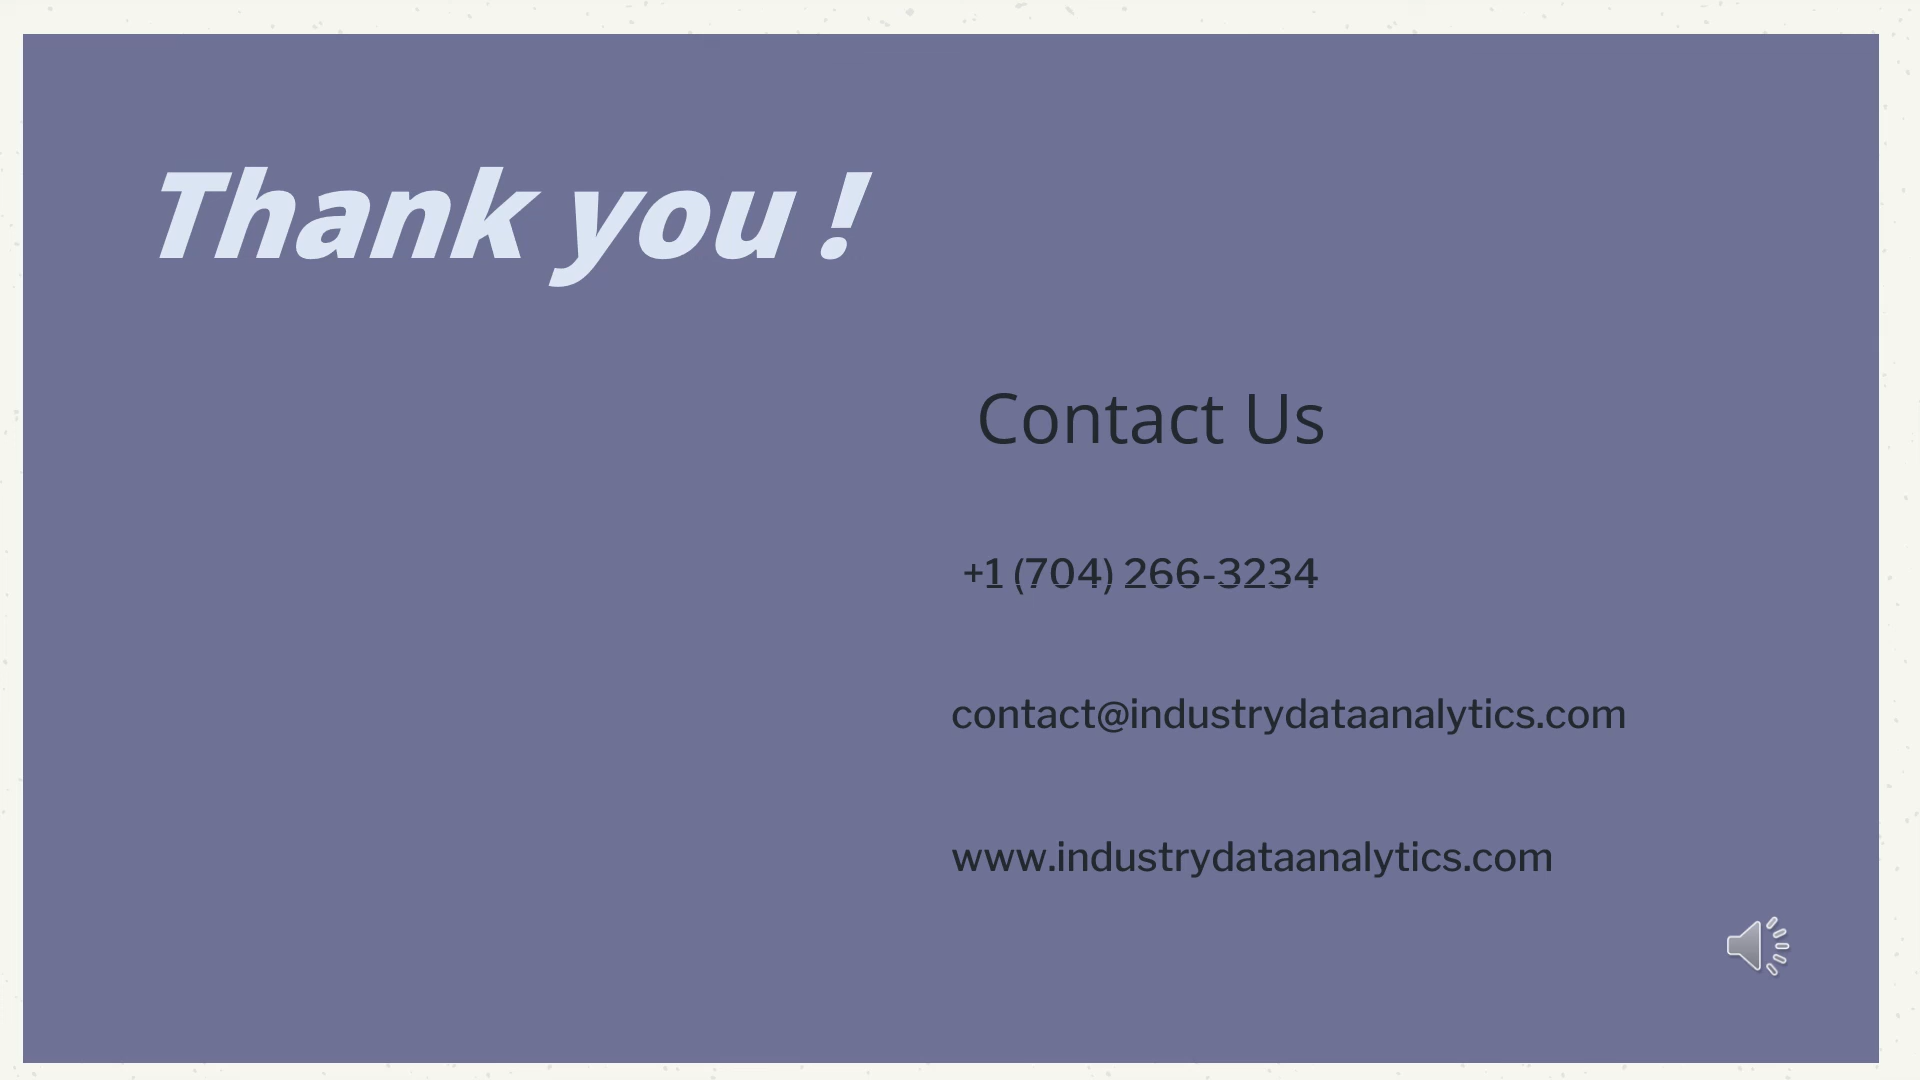 Thank you !
Contact Us
+1 (704) 266-3234
contact@industrydataanalytics.com
www.industrydataanalytics.com